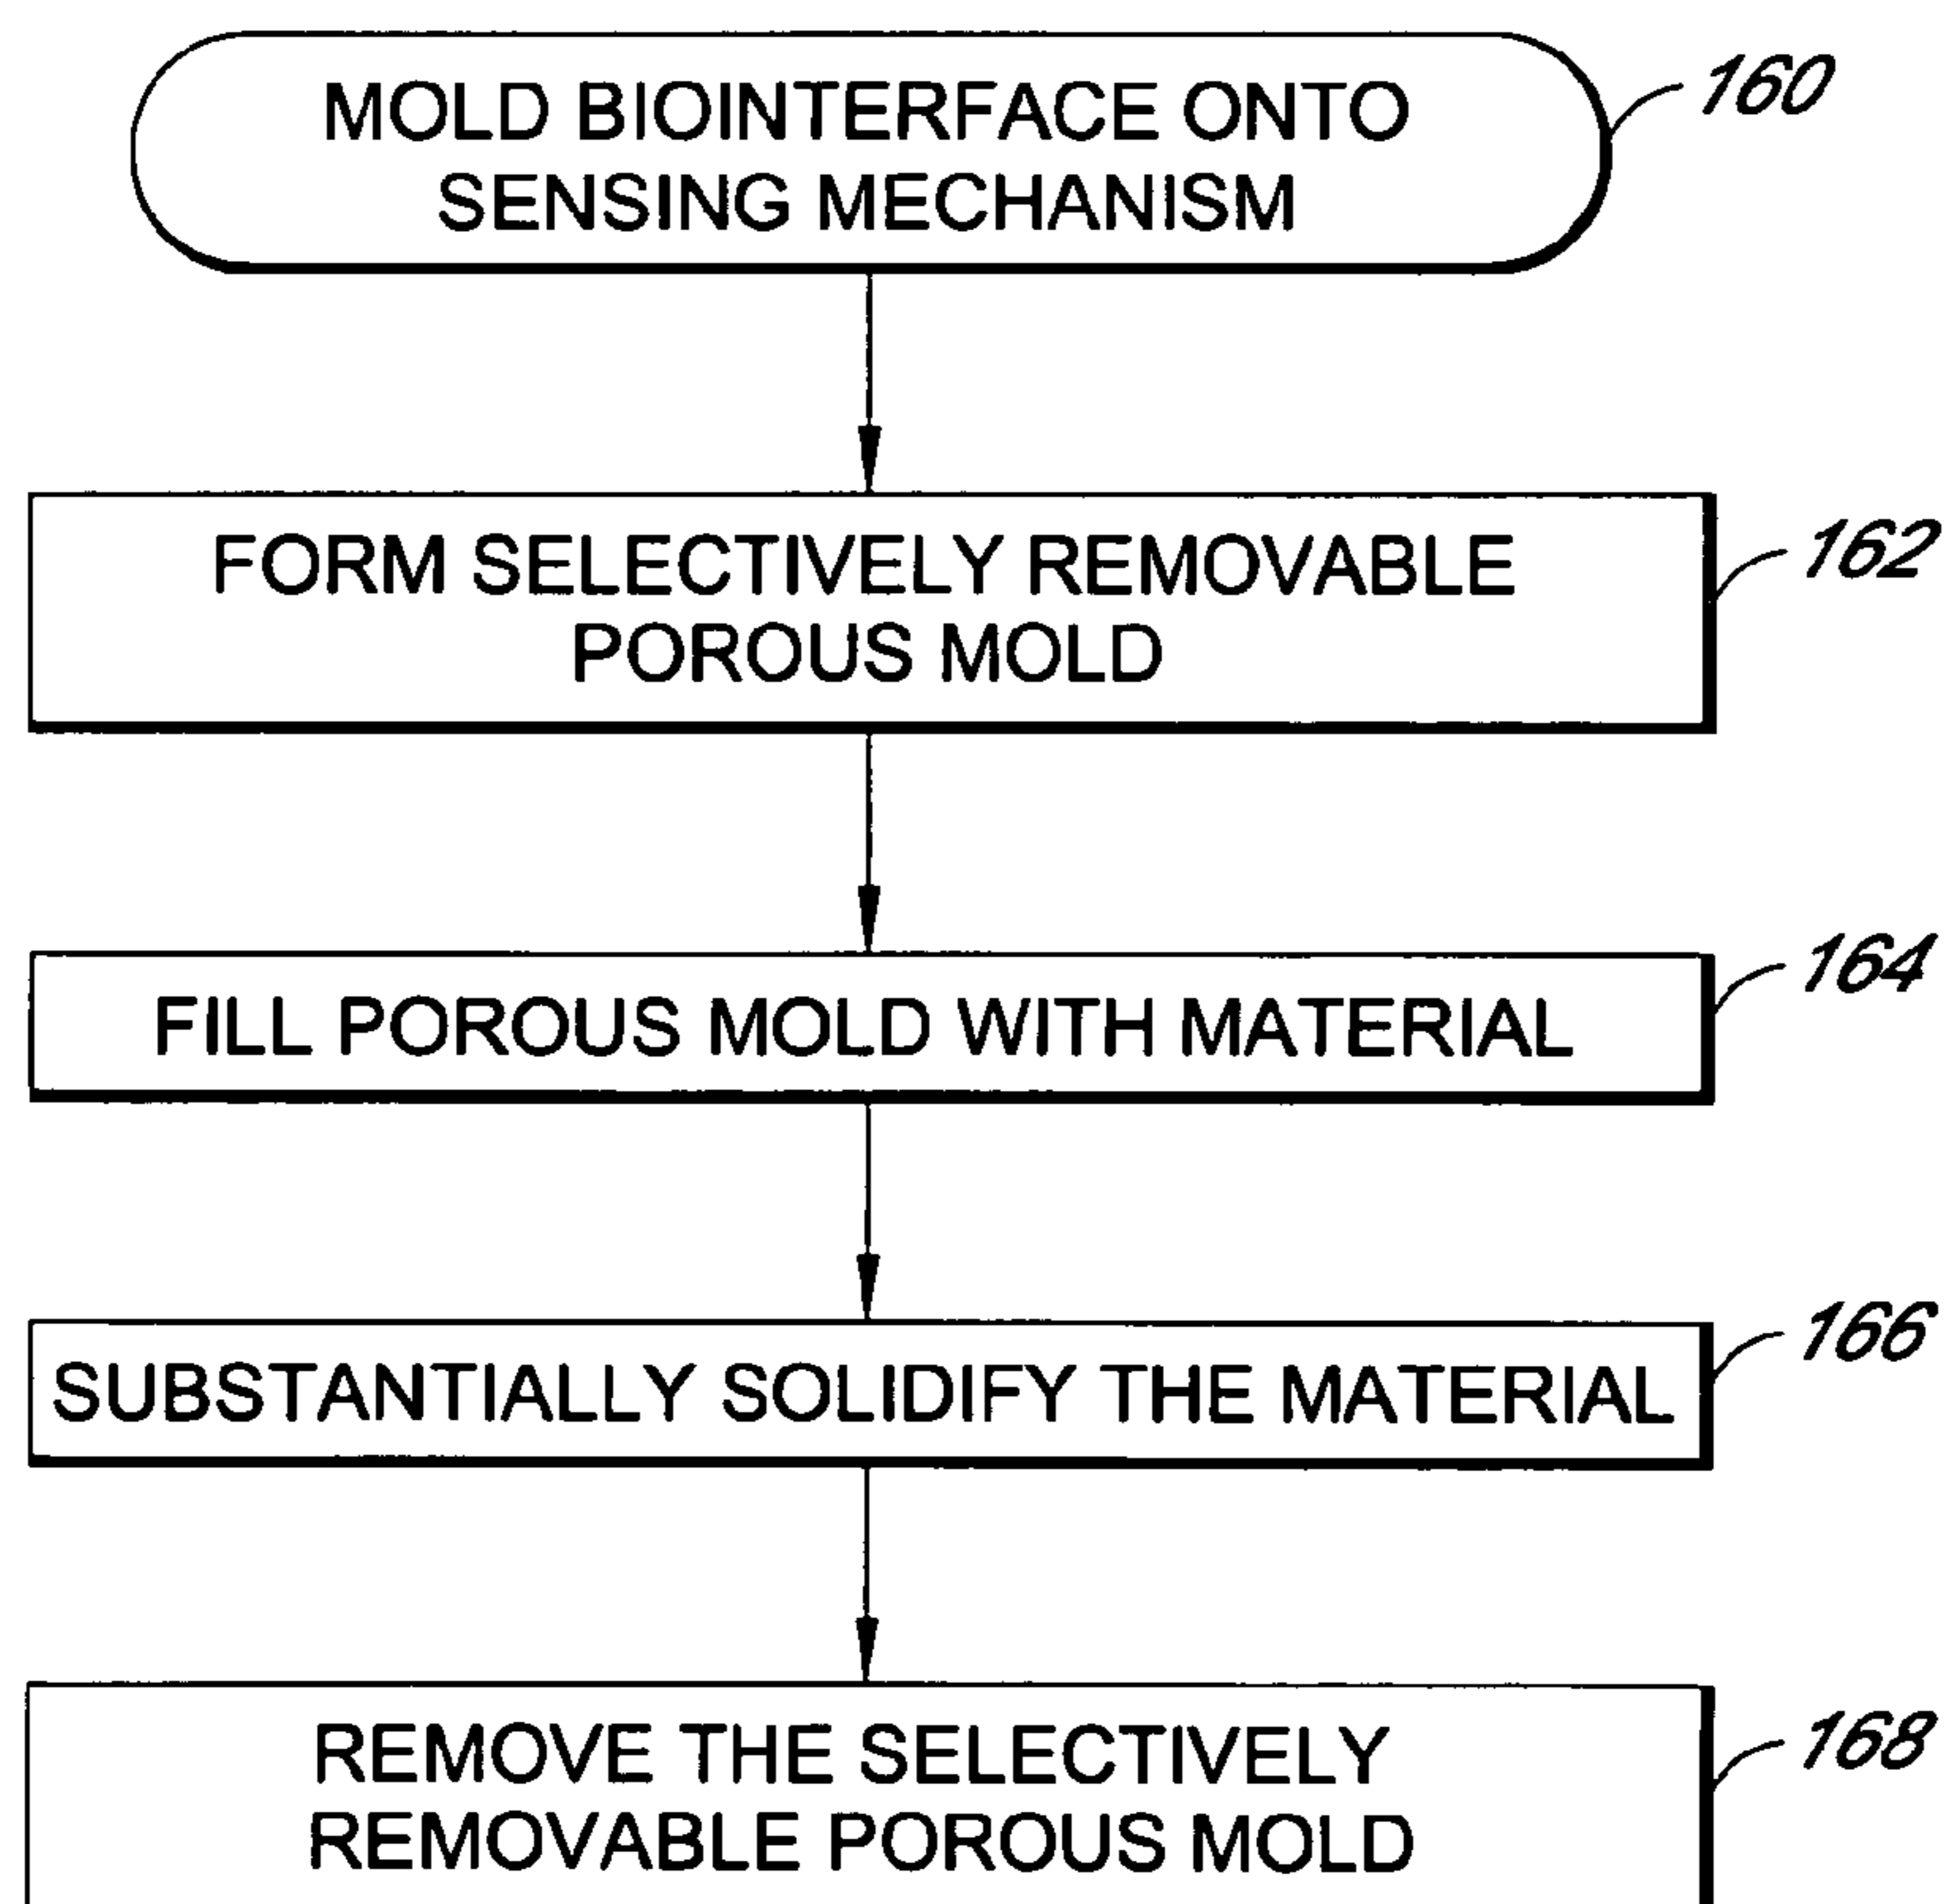 MOLD BIOINTERFACE ONTO
SENSING MECHANISM
160
FORM SELECTIVELY REMOVABLE
POROUS MOLD
162
FILL POROUS MOLD WITH MATERIAL
164
SUBSTANTIALLY SOLIDIFY THE MATERIAL
166
REMOVE THE SELECTIVELY
REMOVABLE POROUS MOLD
168